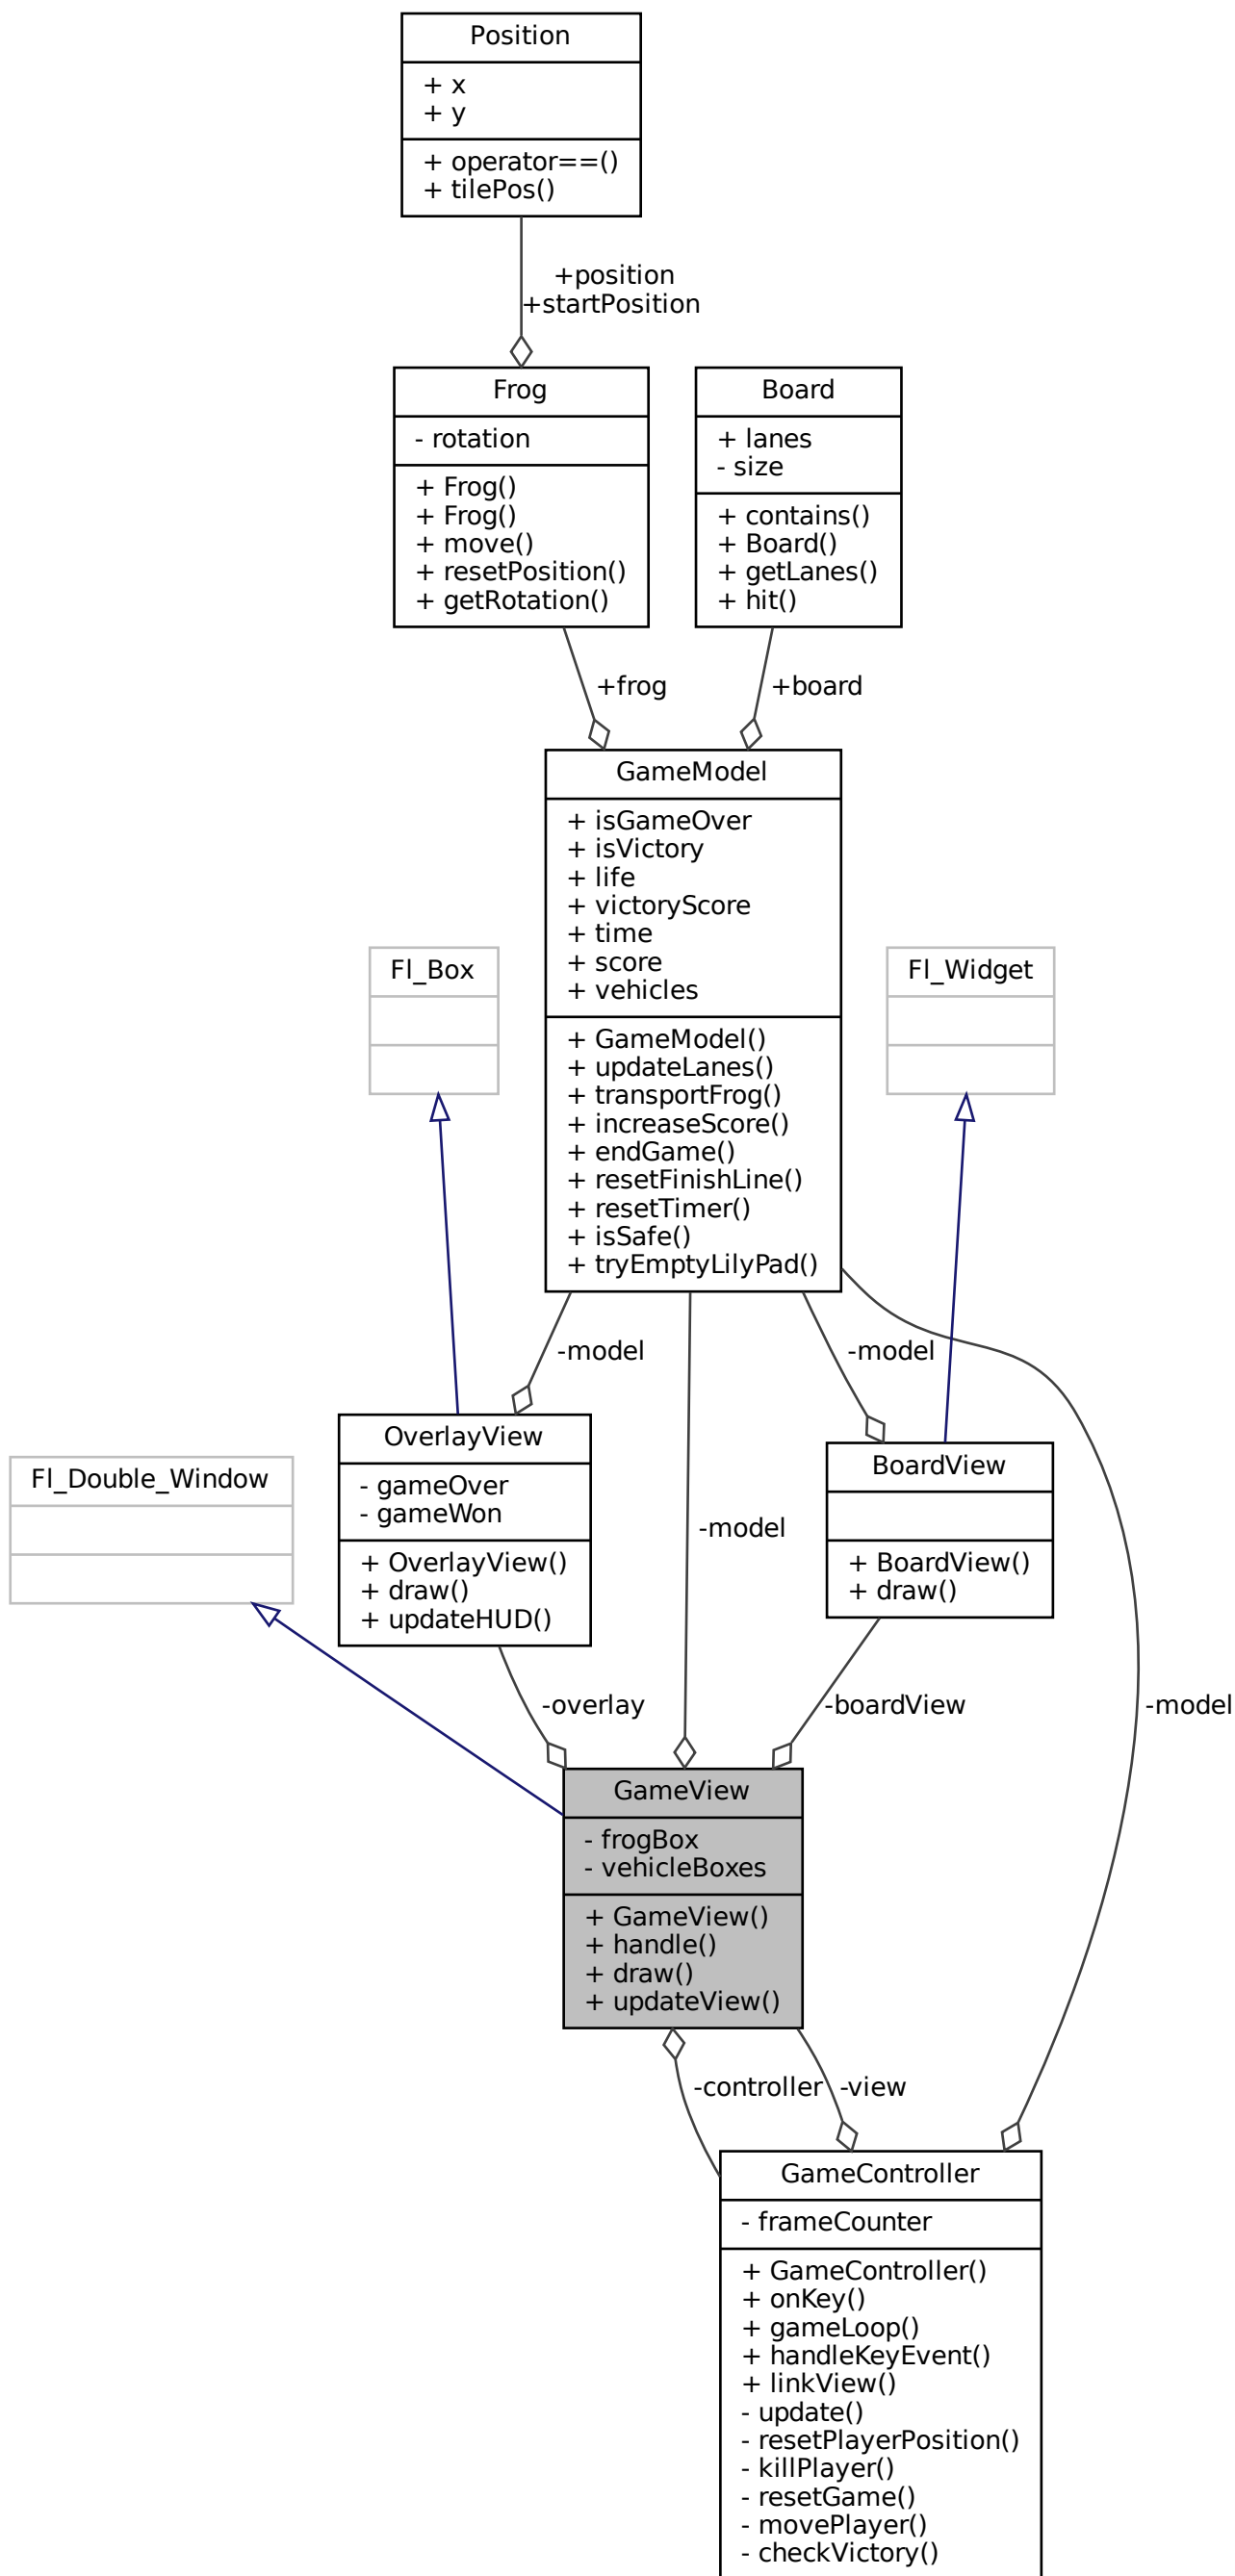 Position
+ x
+ y
+ operator==()
+ tilePos()
+position
+startPosition
Frog
- rotation
+ Frog()
+ Frog()
+ move()
+ resetPosition()
+ getRotation()
Board
+ lanes
- size
+ contains()
+ Board()
+ getLanes()
+ hit()
+frog
+board
GameModel
+ isGameOver
+ isVictory
+ life
+ victoryScore
+ time
+ score
+ vehicles
+ GameModel()
+ updateLanes()
+ transportFrog()
+ increaseScore()
+ endGame()
+ resetFinishLine()
+ resetTimer()
+ isSafe()
+ tryEmptyLilyPad()
Fl_Box
Fl_Widget
-model
-model
OverlayView
- gameOver
- gameWon
+ OverlayView()
+ draw()
+ updateHUD()
Fl_Double_Window
-model
BoardView
+ BoardView()
+ draw()
-overlay
-boardView
-model
GameView
- frogBox
- vehicleBoxes
+ GameView()
+ handle()
+ draw()
+ updateView()
-controller
-view
GameController
- frameCounter
+ GameController()
+ onKey()
+ gameLoop()
+ handleKeyEvent()
+ linkView()
- update()
- resetPlayerPosition()
- killPlayer()
- resetGame()
- movePlayer()
- checkVictory()